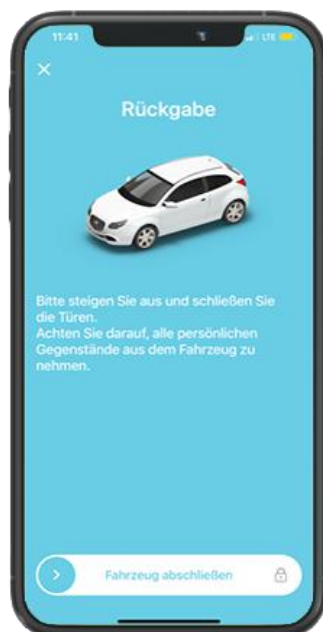 11:41
LTE
Rückgabe
Bitte steigen Sie aus und schließen Sie
die Türen.
Achten Sie darauf, alle persönlichen
Gegenstände aus dem Fahrzeug zu
nehmen.
Fahrzeug abschließen